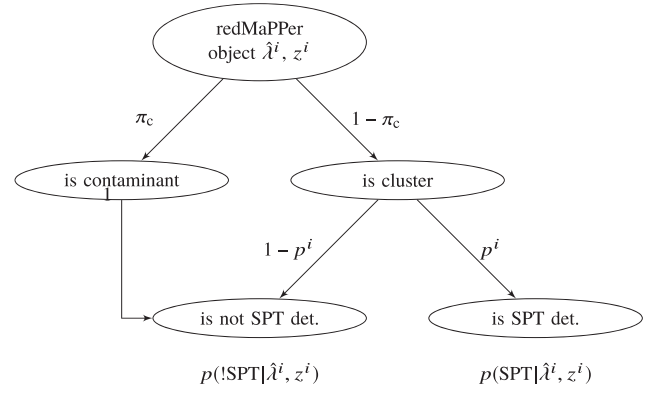 redMaPPer
object λ̂ⁱ, zⁱ
π_c
1 − π_c
is contaminant
1
is cluster
1 − pⁱ
pⁱ
is not SPT det.
is SPT det.
p(!SPT|λ̂ⁱ, zⁱ)
p(SPT|λ̂ⁱ, zⁱ)